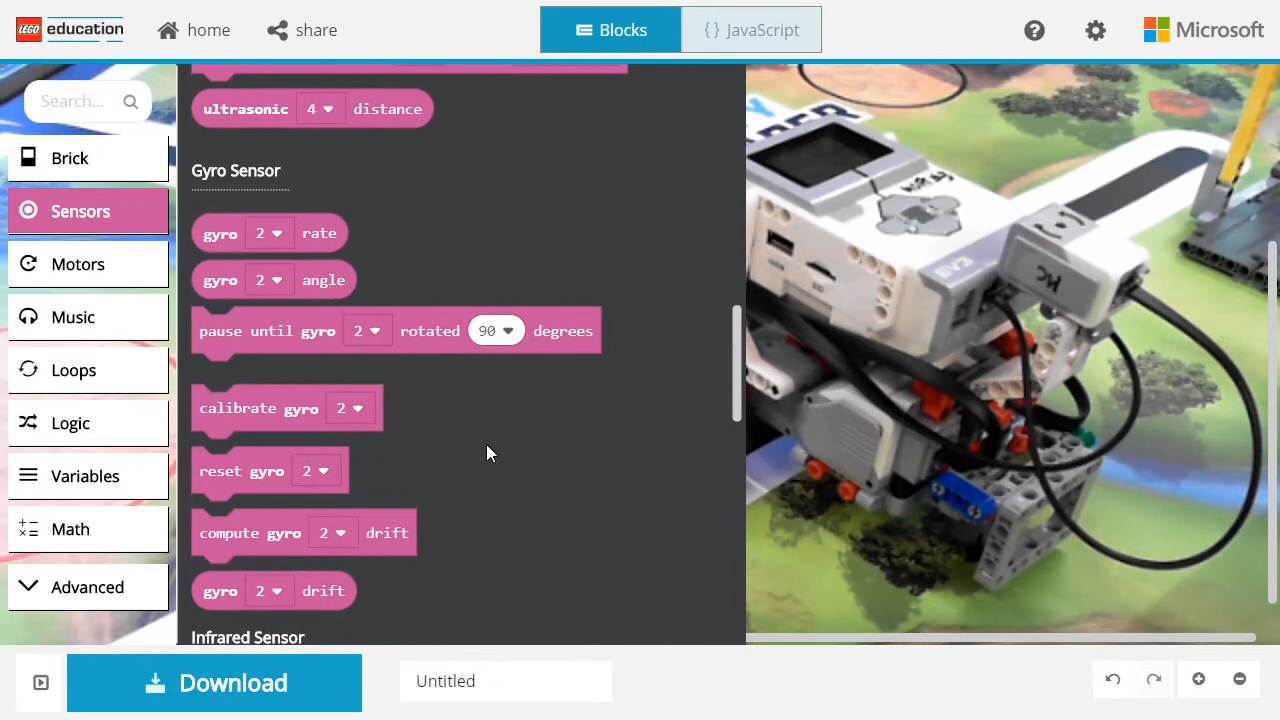 LEGO education
home
share
Blocks
{ } JavaScript
Microsoft
Search...
ultrasonic 4 distance
Gyro Sensor
Brick
Sensors
gyro 2 rate
Motors
gyro 2 angle
Music
pause until gyro 2 rotated 90 degrees
Loops
calibrate gyro 2
Logic
reset gyro 2
Variables
Math
compute gyro 2 drift
Advanced
gyro 2 drift
Infrared Sensor
EV3
Download
Untitled